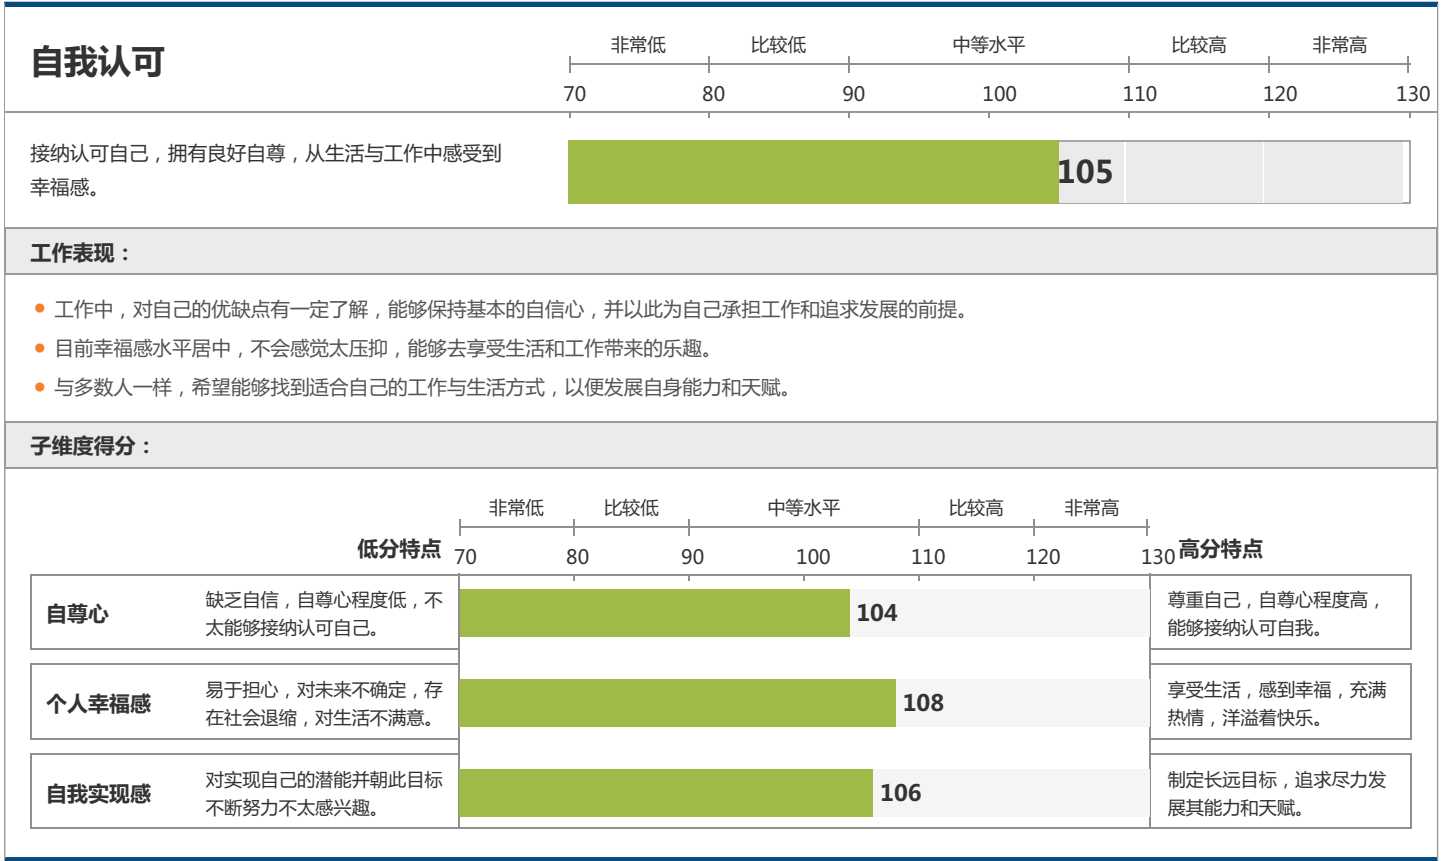 自我认可
非常低 比较低 中等水平 比较高 非常高
70 80 90 100 110 120 130
接纳认可自己，拥有良好自尊，从生活与工作中感受到
幸福感。
105
工作表现：
工作中，对自己的优缺点有一定了解，能够保持基本的自信心，并以此为自己承担工作和追求发展的前提。
目前幸福感水平居中，不会感觉太压抑，能够去享受生活和工作带来的乐趣。
与多数人一样，希望能够找到适合自己的工作与生活方式，以便发展自身能力和天赋。
子维度得分：
非常低 比较低 中等水平 比较高 非常高
低分特点 70 80 90 100 110 120 130 高分特点
自尊心
缺乏自信，自尊心程度低，不
太能够接纳认可自己。
104
尊重自己，自尊心程度高，
能够接纳认可自我。
个人幸福感
易于担心，对未来不确定，存
在社会退缩，对生活不满意。
108
享受生活，感到幸福，充满
热情，洋溢着快乐。
自我实现感
对实现自己的潜能并朝此目标
不断努力不太感兴趣。
106
制定长远目标，追求尽力发
展其能力和天赋。